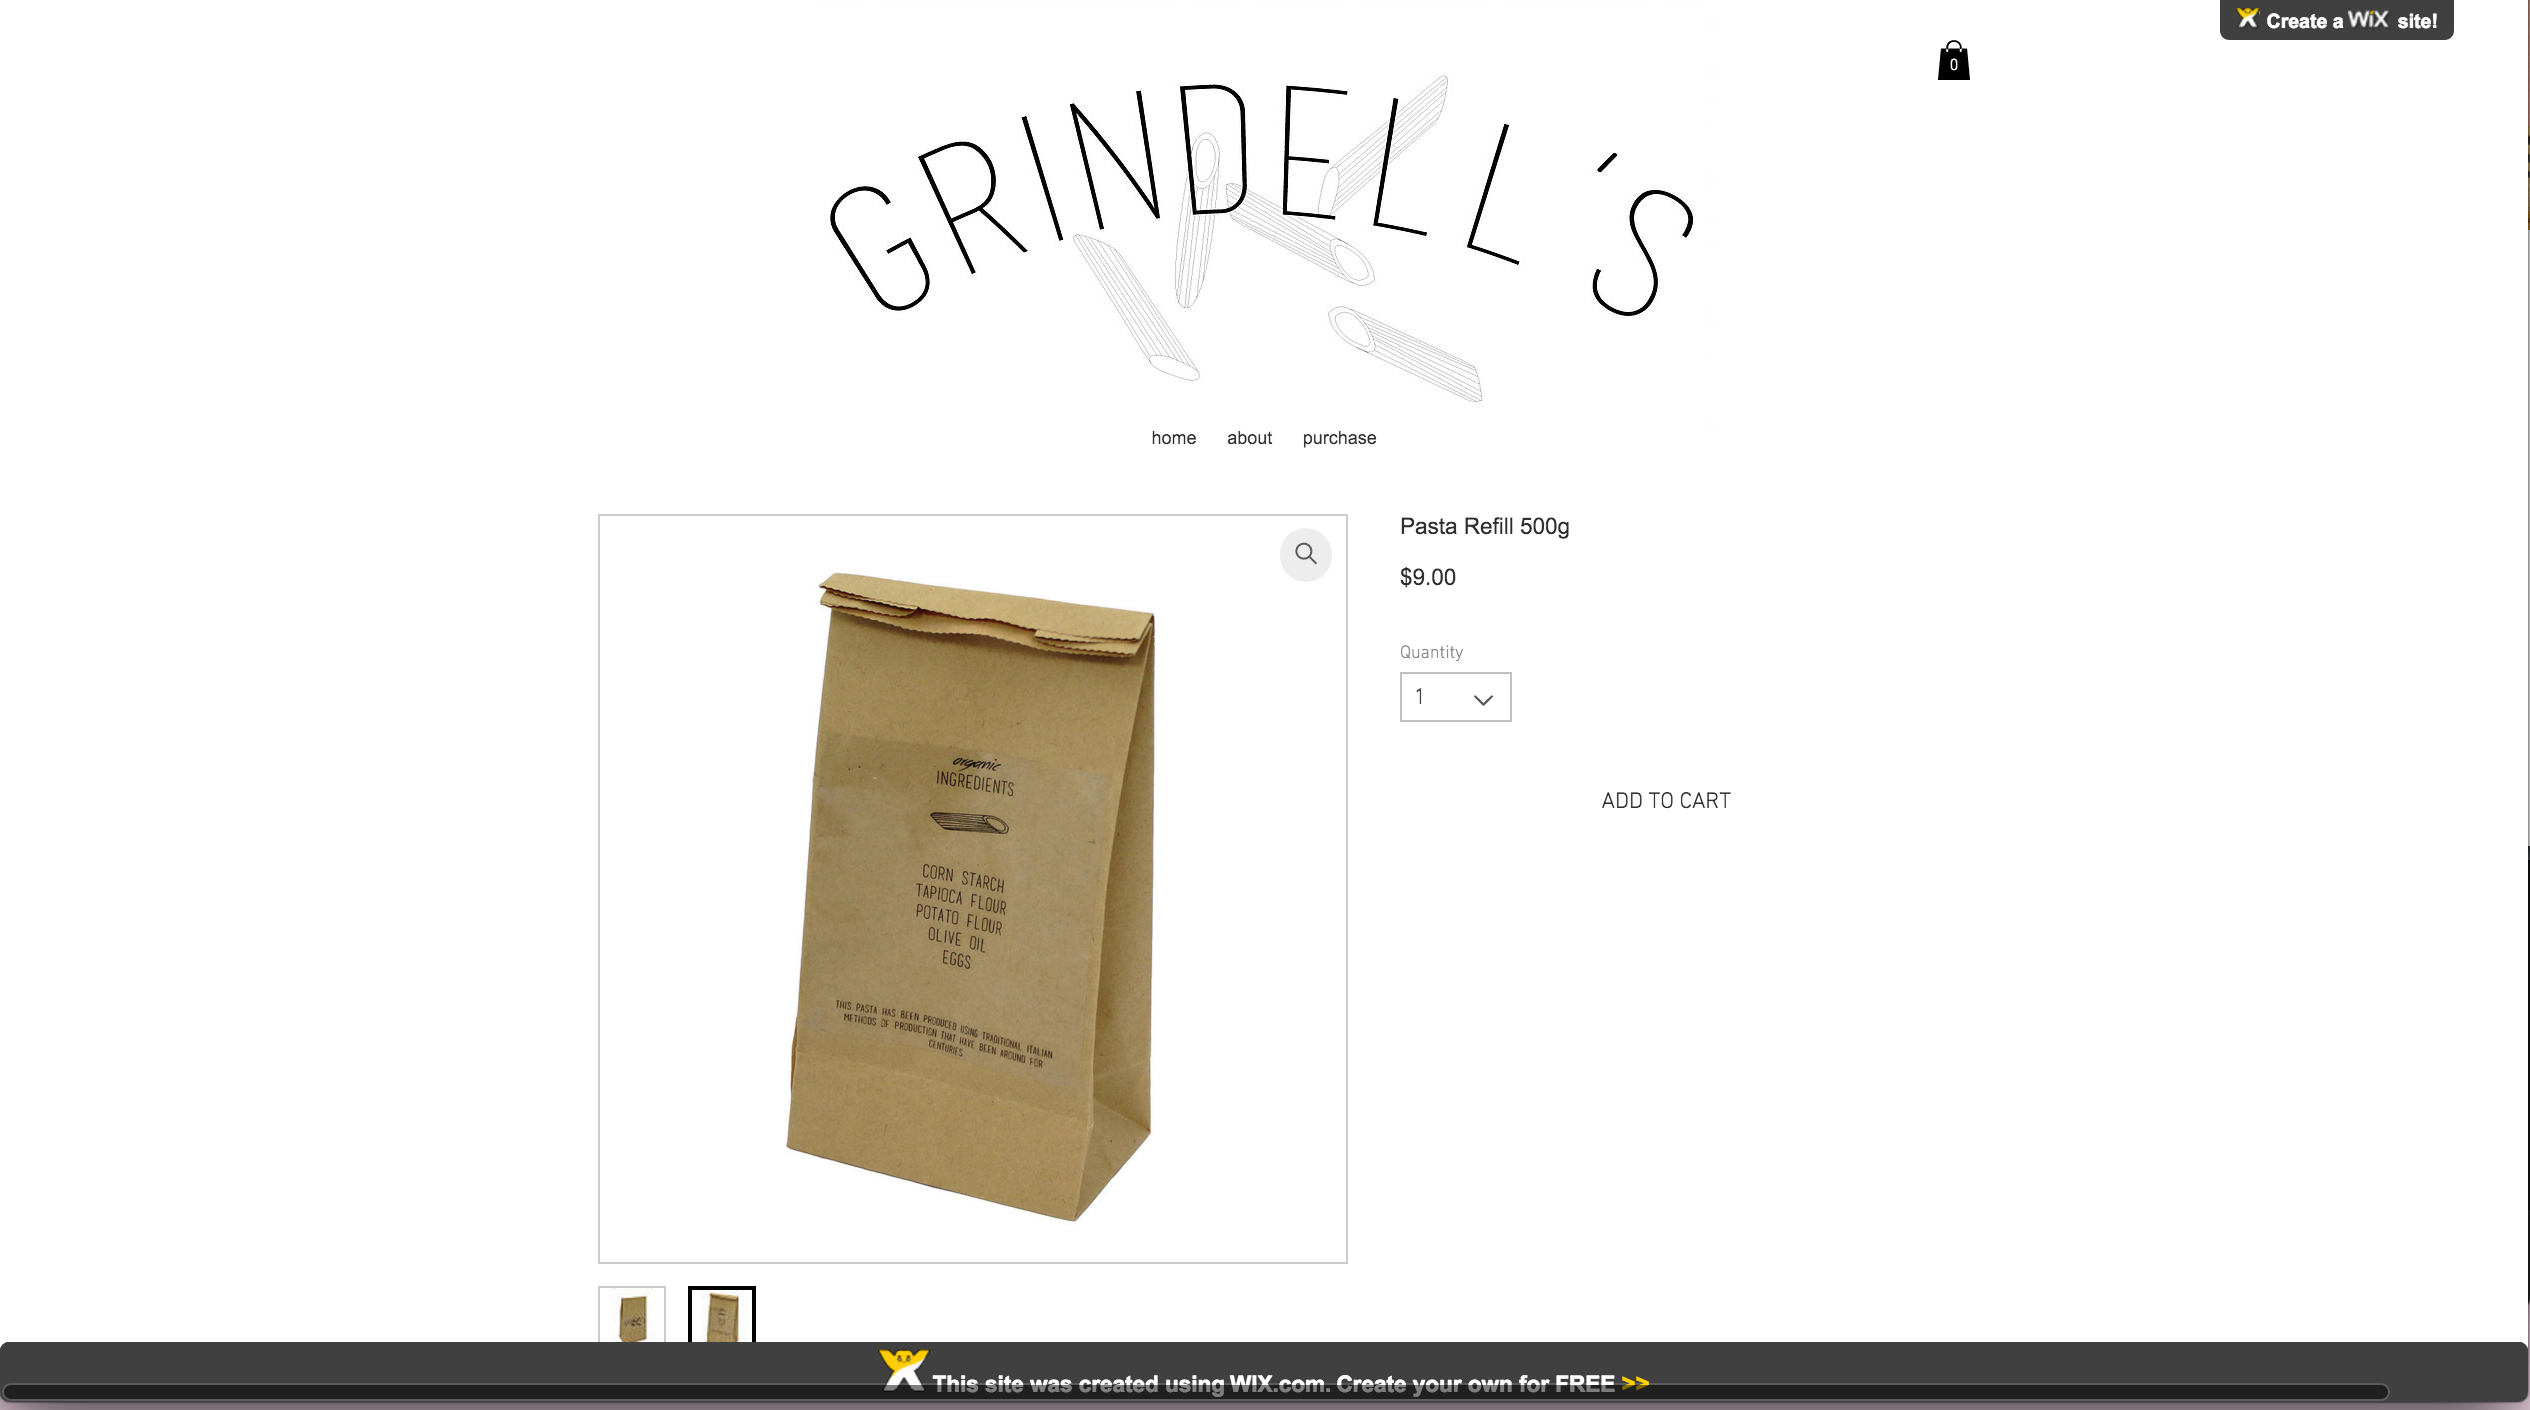 Create a WiX site!
0
GRINDELL'S
home about purchase
Pasta Refill 500g
$9.00
Quantity
1
ADD TO CART
organic
INGREDIENTS
CORN STARCH
TAPIOCA FLOUR
POTATO FLOUR
OLIVE OIL
EGGS
THIS PASTA HAS BEEN PRODUCED USING TRADITIONAL ITALIAN
METHODS OF PRODUCTION THAT HAVE BEEN AROUND FOR
CENTURIES
This site was created using WIX.com. Create your own for FREE >>